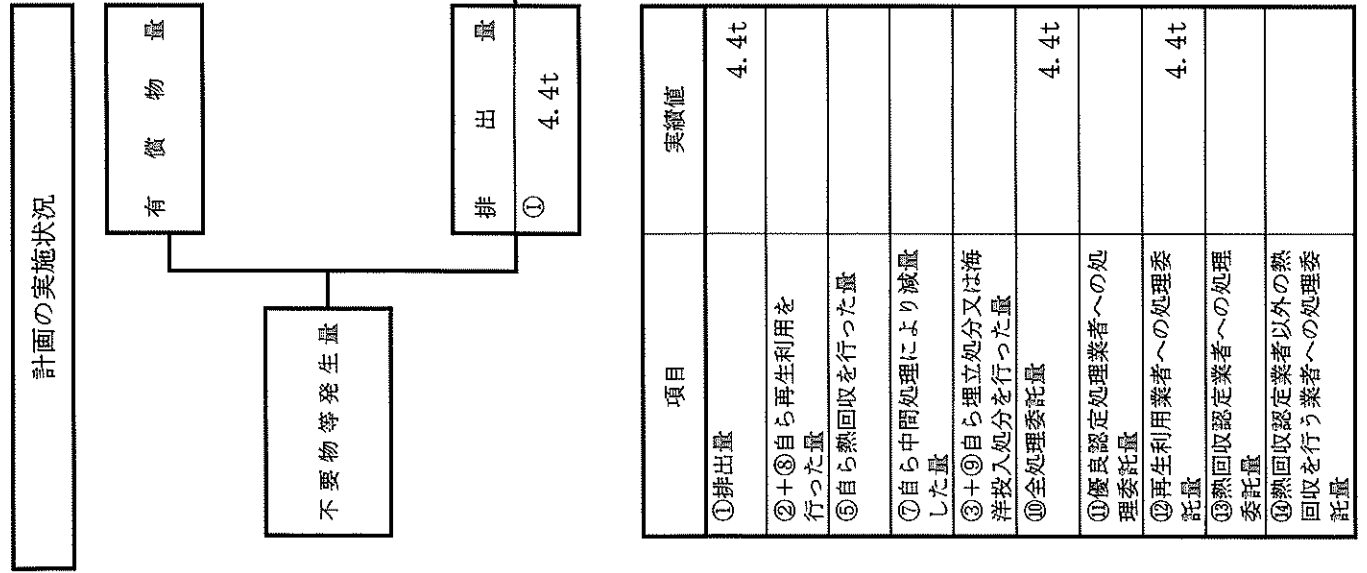 計画の実施状況
有償物量
不要物等発生量
排出量
①
4.4t
項目 実績値
①排出量 4.4t
②+⑧自ら再生利用を
行った量
⑤自ら熱回収を行った量
⑦自ら中間処理により減量
した量
③+⑨自ら埋立処分又は海
洋投入処分を行った量
⑩全処理委託量 4.4t
⑪優良認定処理業者への処
理委託量
⑫再生利用業者への処理委
託量 4.4t
⑬熱回収認定業者への処理
委託量
⑭熱回収認定業者以外の熱
回収を行う業者への処理委
託量